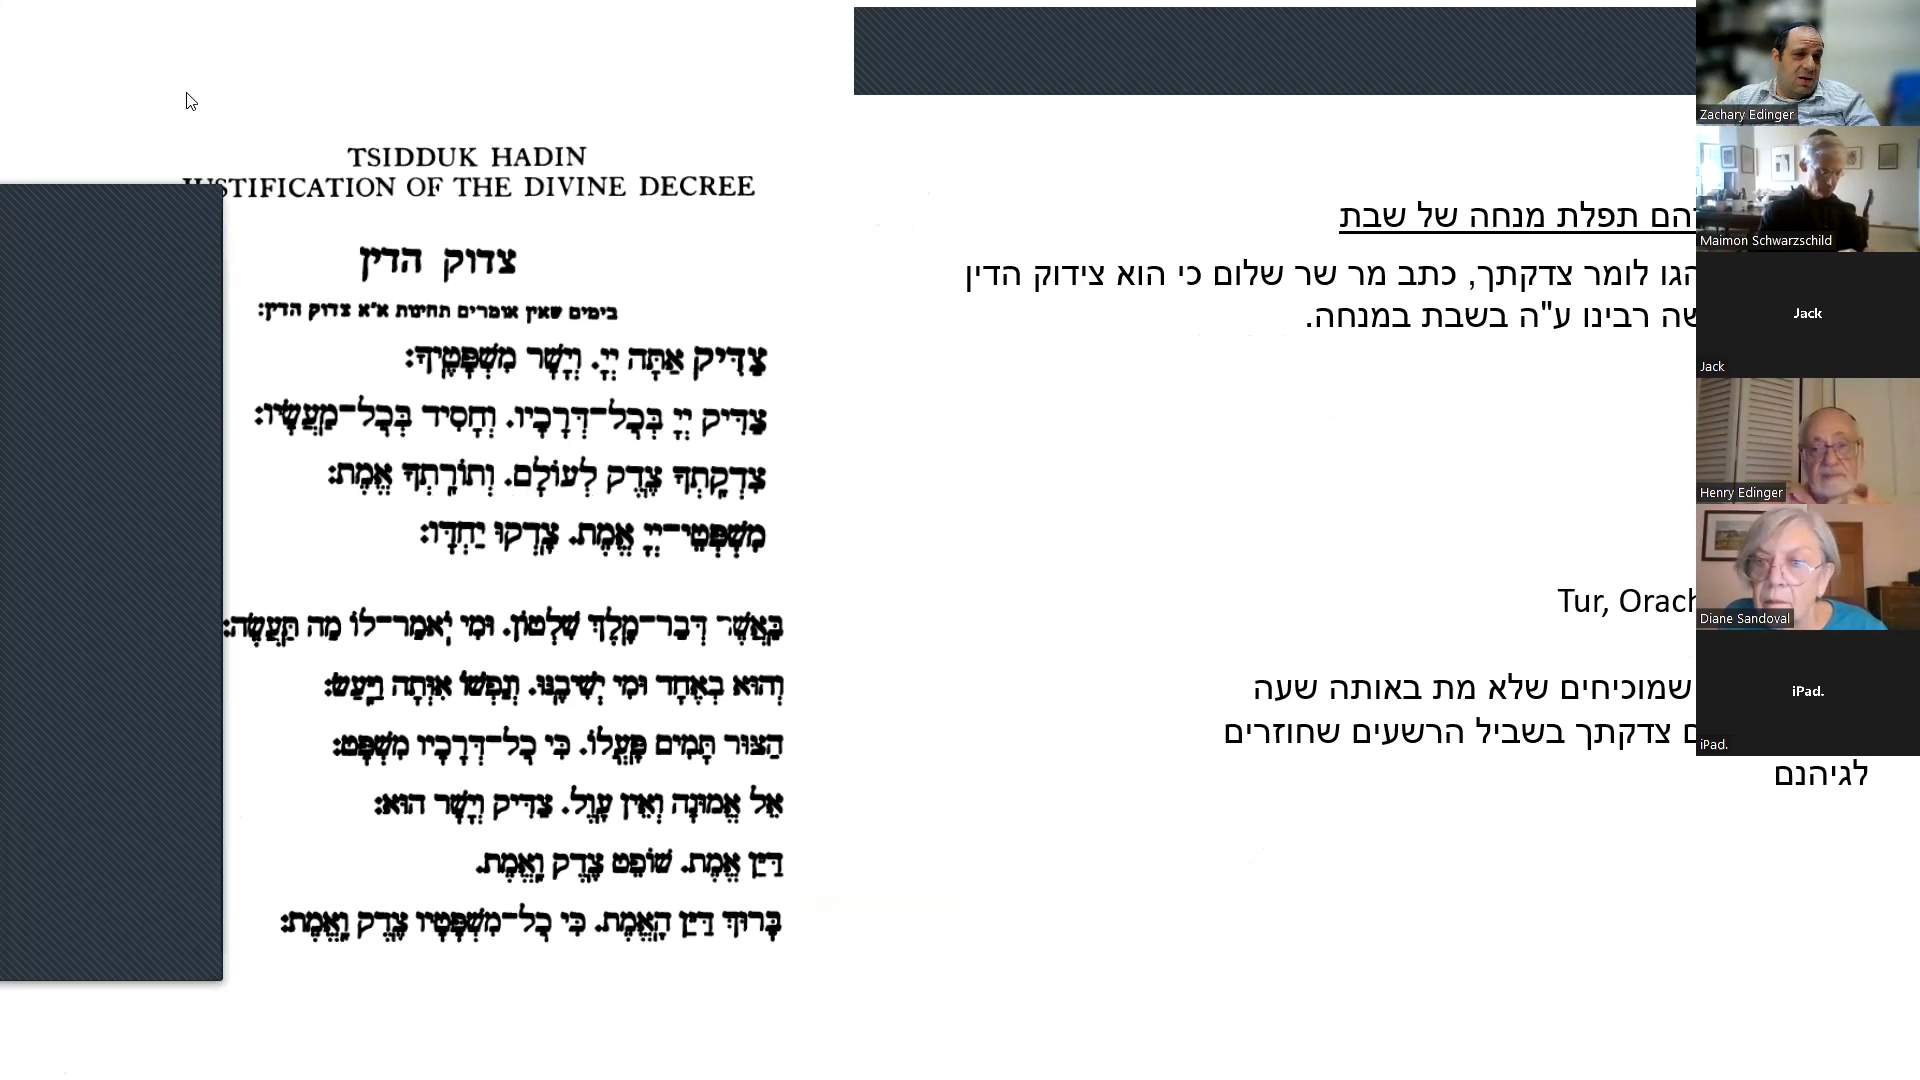 TSIDDUK HADIN
JUSTIFICATION OF THE DIVINE DECREE
צדוק הדין
בימים שאין אומרים תחינות א״א צדוק הדין:
צַדִּיק אַתָּה יְיָ. וְיָשָׁר מִשְׁפָּטֶיךָ:
צַדִּיק יְיָ בְּכָל־דְּרָכָיו. וְחָסִיד בְּכָל־מַעֲשָׂיו:
צִדְקָתְךָ צֶדֶק לְעוֹלָם. וְתוֹרָתְךָ אֱמֶת:
מִשְׁפְּטֵי־יְיָ אֱמֶת. צָדְקוּ יַחְדָּו:
בַּאֲשֶׁר דְּבַר־מֶלֶךְ שִׁלְטוֹן. וּמִי יֹאמַר־לוֹ מַה תַּעֲשֶׂה:
וְהוּא בְאֶחָד וּמִי יְשִׁיבֶנּוּ. וְנַפְשׁוֹ אִוְּתָה וַיָּעַשׂ:
הַצּוּר תָּמִים פָּעֳלוֹ. כִּי כָל־דְּרָכָיו מִשְׁפָּט:
אֵל אֱמוּנָה וְאֵין עָוֶל. צַדִּיק וְיָשָׁר הוּא:
דַּיַּן אֱמֶת. שׁוֹפֵט צֶדֶק וֶאֱמֶת.
בָּרוּךְ דַּיַּן הָאֱמֶת. כִּי כָל־מִשְׁפָּטָיו צֶדֶק וֶאֱמֶת:
תפלת מנחה של שבת
לומר צדקתך, כתב מר שר שלום כי הוא צידוק הדין
רבינו ע"ה בשבת במנחה.
Tur, Orach
שמוכיחים שלא מת באותה שעה
צדקתך בשביל הרשעים שחוזרים
לגיהנם
Zachary Edinger
Maimon Schwarzschild
Jack
Jack
Henry Edinger
Diane Sandoval
iPad.
iPad.